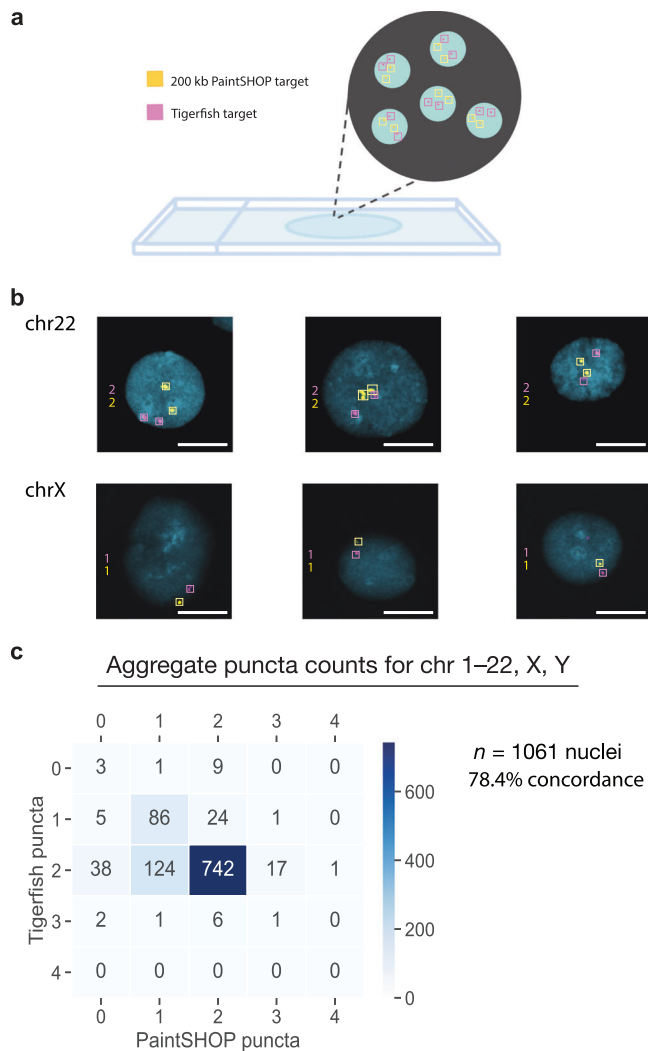 a
200 kb PaintSHOP target
Tigerfish target
b
chr22
2
2
2
2
2
2
chrX
1
1
1
1
1
1
c
Aggregate puncta counts for chr 1–22, X, Y
0 1 2 3 4
n = 1061 nuclei
78.4% concordance
Tigerfish puncta
0 3 1 9 0 0
1 5 86 24 1 0
2 38 124 742 17 1
3 2 1 6 1 0
4 0 0 0 0 0
0 1 2 3 4
PaintSHOP puncta
600
400
200
0